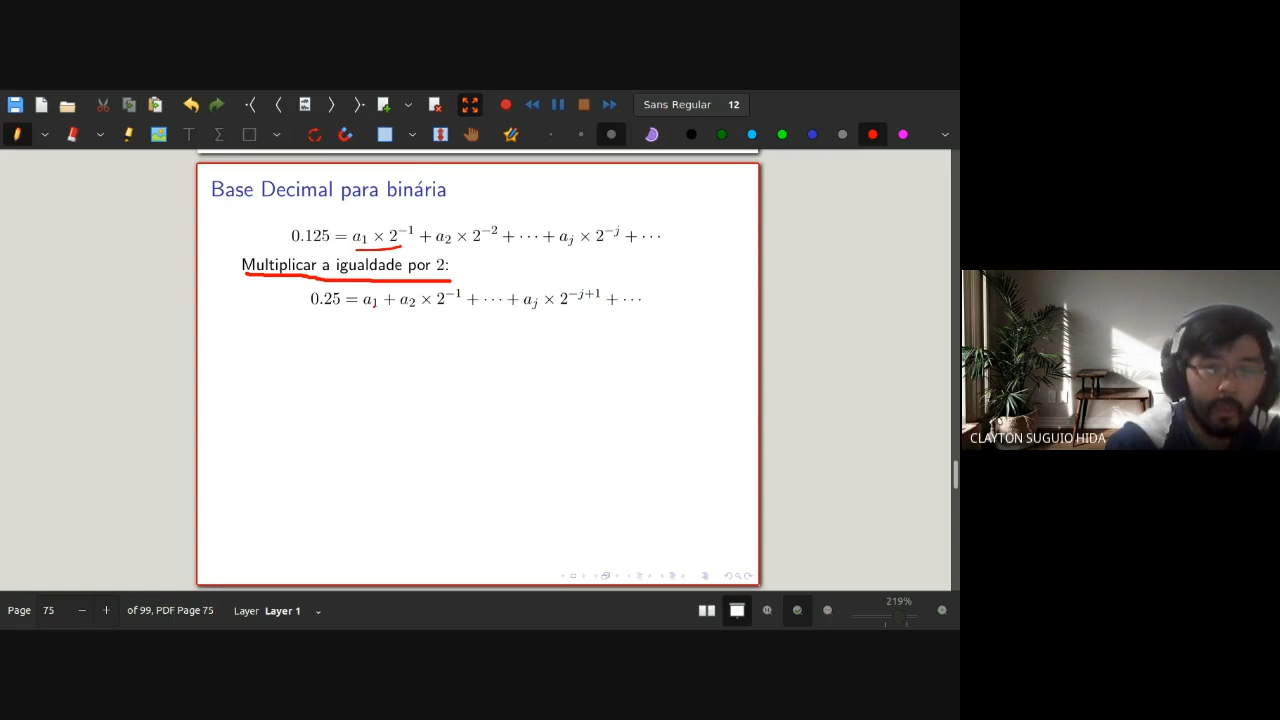 Sans Regular 12
Base Decimal para binária
0.125 = a₁ × 2⁻¹ + a₂ × 2⁻² + ··· + aⱼ × 2⁻ʲ + ···
Multiplicar a igualdade por 2:
0.25 = a₁ + a₂ × 2⁻¹ + ··· + aⱼ × 2⁻ʲ⁺¹ + ···
CLAYTON SUGUIO HIDA
Page 75 of 99, PDF Page 75 Layer Layer 1 219%